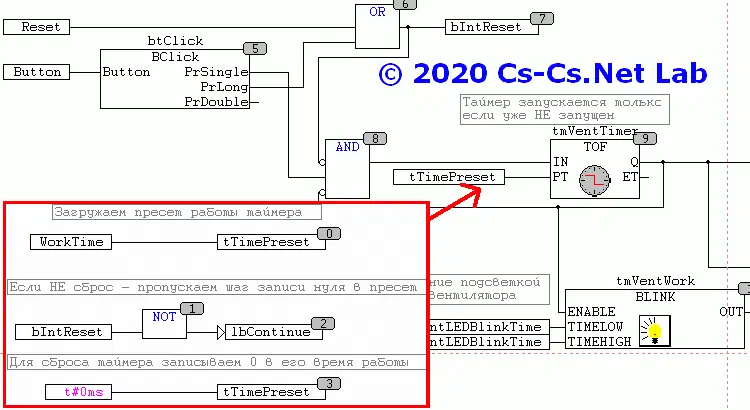 Reset
OR
6
bIntReset
7
btClick
5
BClick
Button
Button
PrSingle
PrLong
PrDouble
© 2020 Cs-Cs.Net Lab
Таймер запускается только
если уже НЕ запущен
AND
8
tmVentTimer
9
TOF
IN
Q
tTimePreset
PT
ET
Загружаем пресет работы таймера
WorkTime
tTimePreset
0
Если НЕ сброс - пропускаем шаг записи нуля в пресет
NOT
1
bIntReset
lbContinue
2
Для сброса таймера записываем 0 в его время работы
t#0ms
tTimePreset
3
ние подсветкой
вентилятора
tmVentWork
BLINK
ENABLE
OUT
ntLEDBlinkTime
TIMELOW
ntLEDBlinkTime
TIMEHIGH